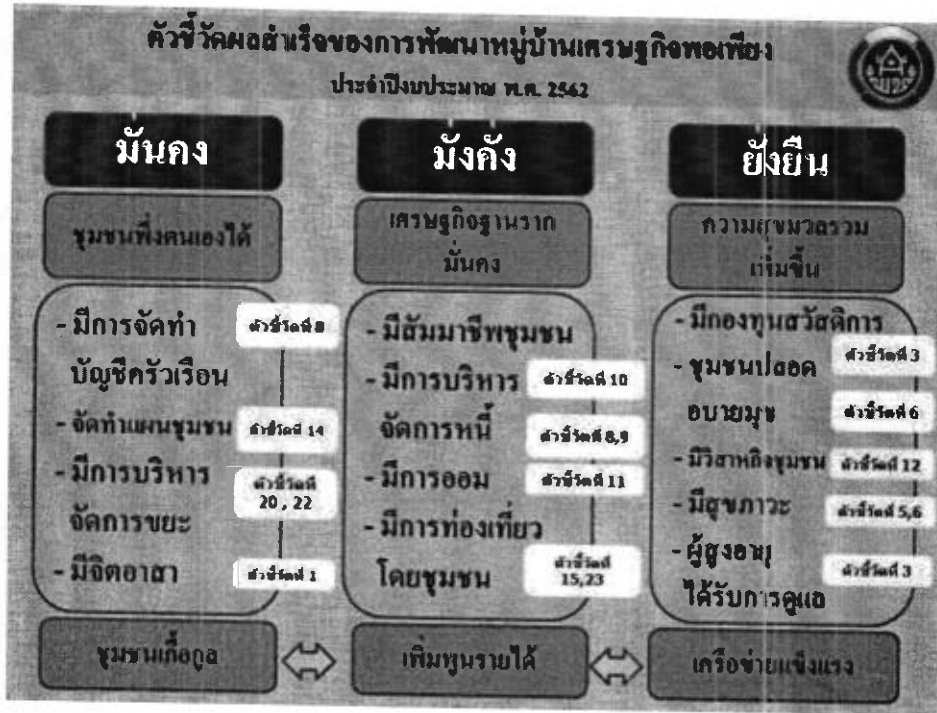 ตัวชี้วัดผลสำเร็จของการพัฒนาหมู่บ้านเศรษฐกิจพอเพียง
ประจำปีงบประมาณ พ.ศ. 2562
มั่นคง
ชุมชนพึ่งตนเองได้
- มีการจัดทำ ตัวชี้วัดที่ 8
บัญชีครัวเรือน
- จัดทำแผนชุมชน ตัวชี้วัดที่ 14
- มีการบริหาร ตัวชี้วัดที่
20 , 22
จัดการขยะ
- มีจิตอาสา ตัวชี้วัดที่ 1
ชุมชนเกื้อกูล
มั่งคั่ง
เศรษฐกิจฐานราก
มั่นคง
- มีสัมมาชีพชุมชน
- มีการบริหาร ตัวชี้วัดที่ 10
จัดการหนี้ ตัวชี้วัดที่ 8,9
- มีการออม ตัวชี้วัดที่ 11
- มีการท่องเที่ยว
โดยชุมชน ตัวชี้วัดที่
15,23
เพิ่มพูนรายได้
ยั่งยืน
ความสุขมวลรวม
เพิ่มขึ้น
- มีกองทุนสวัสดิการ
ตัวชี้วัดที่ 3
- ชุมชนปลอด
อบายมุข ตัวชี้วัดที่ 6
- มีวิสาหกิจชุมชน ตัวชี้วัดที่ 12
- มีสุขภาวะ ตัวชี้วัดที่ 5,6
- ผู้สูงอายุ ตัวชี้วัดที่ 3
ได้รับการดูแล
เครือข่ายแข็งแรง